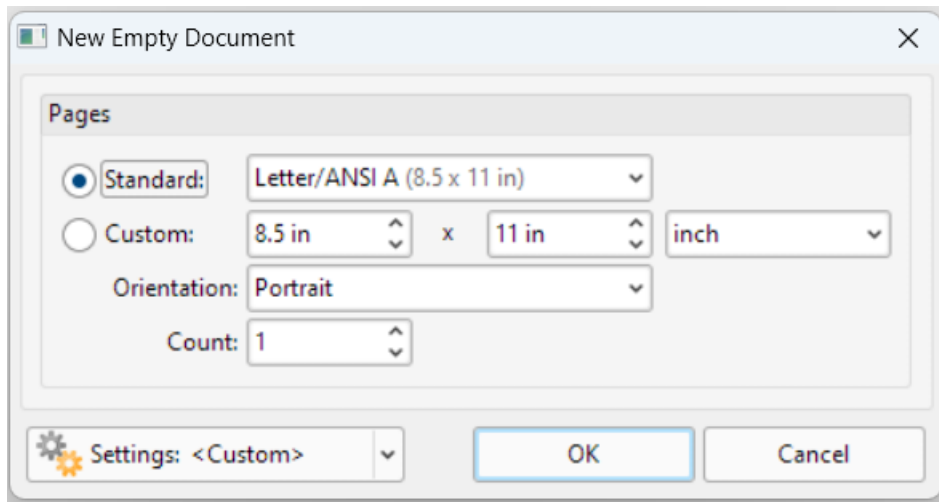 New Empty Document
Pages
Standard: Letter/ANSI A (8.5 x 11 in)
Custom: 8.5 in x 11 in inch
Orientation: Portrait
Count: 1
Settings: <Custom> OK Cancel